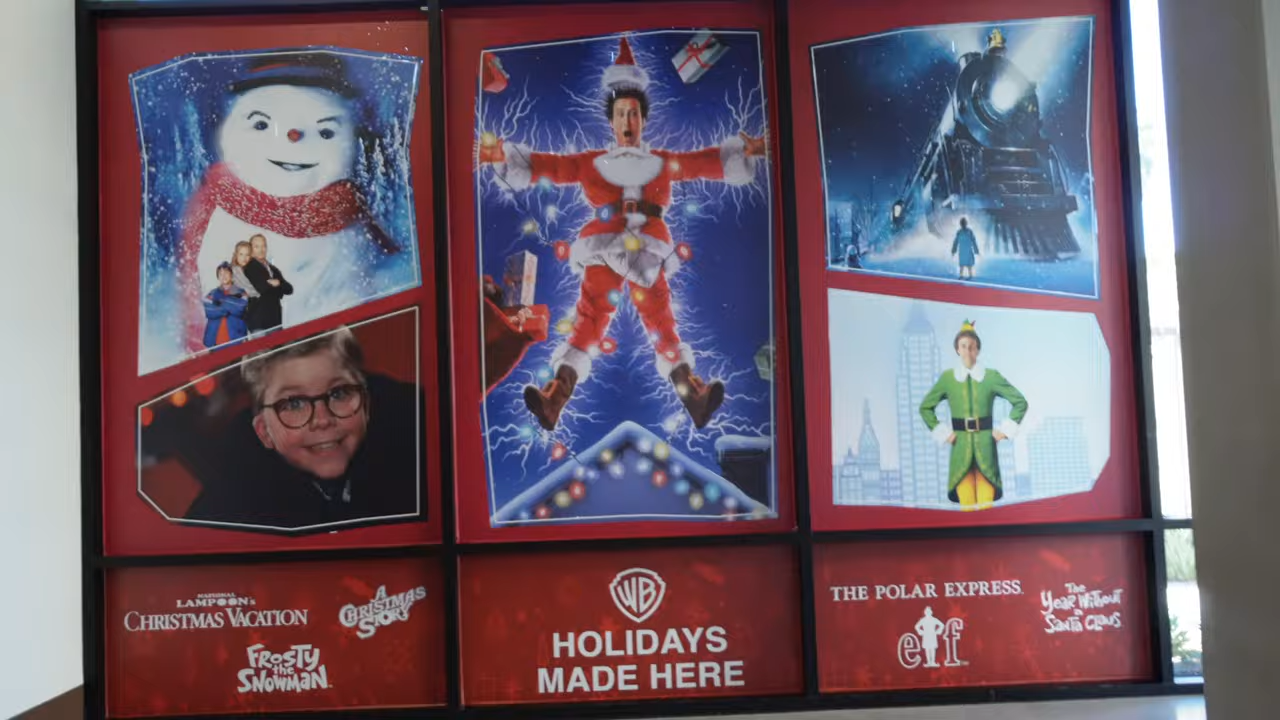 NATIONAL
LAMPOON's
CHRISTMAS VACATION
A
CHRISTMAS
STORY
FROSTY
the
SNOWMAN
WB
HOLIDAYS
MADE HERE
THE POLAR EXPRESS
elf
The
Year Without
a
Santa Claus